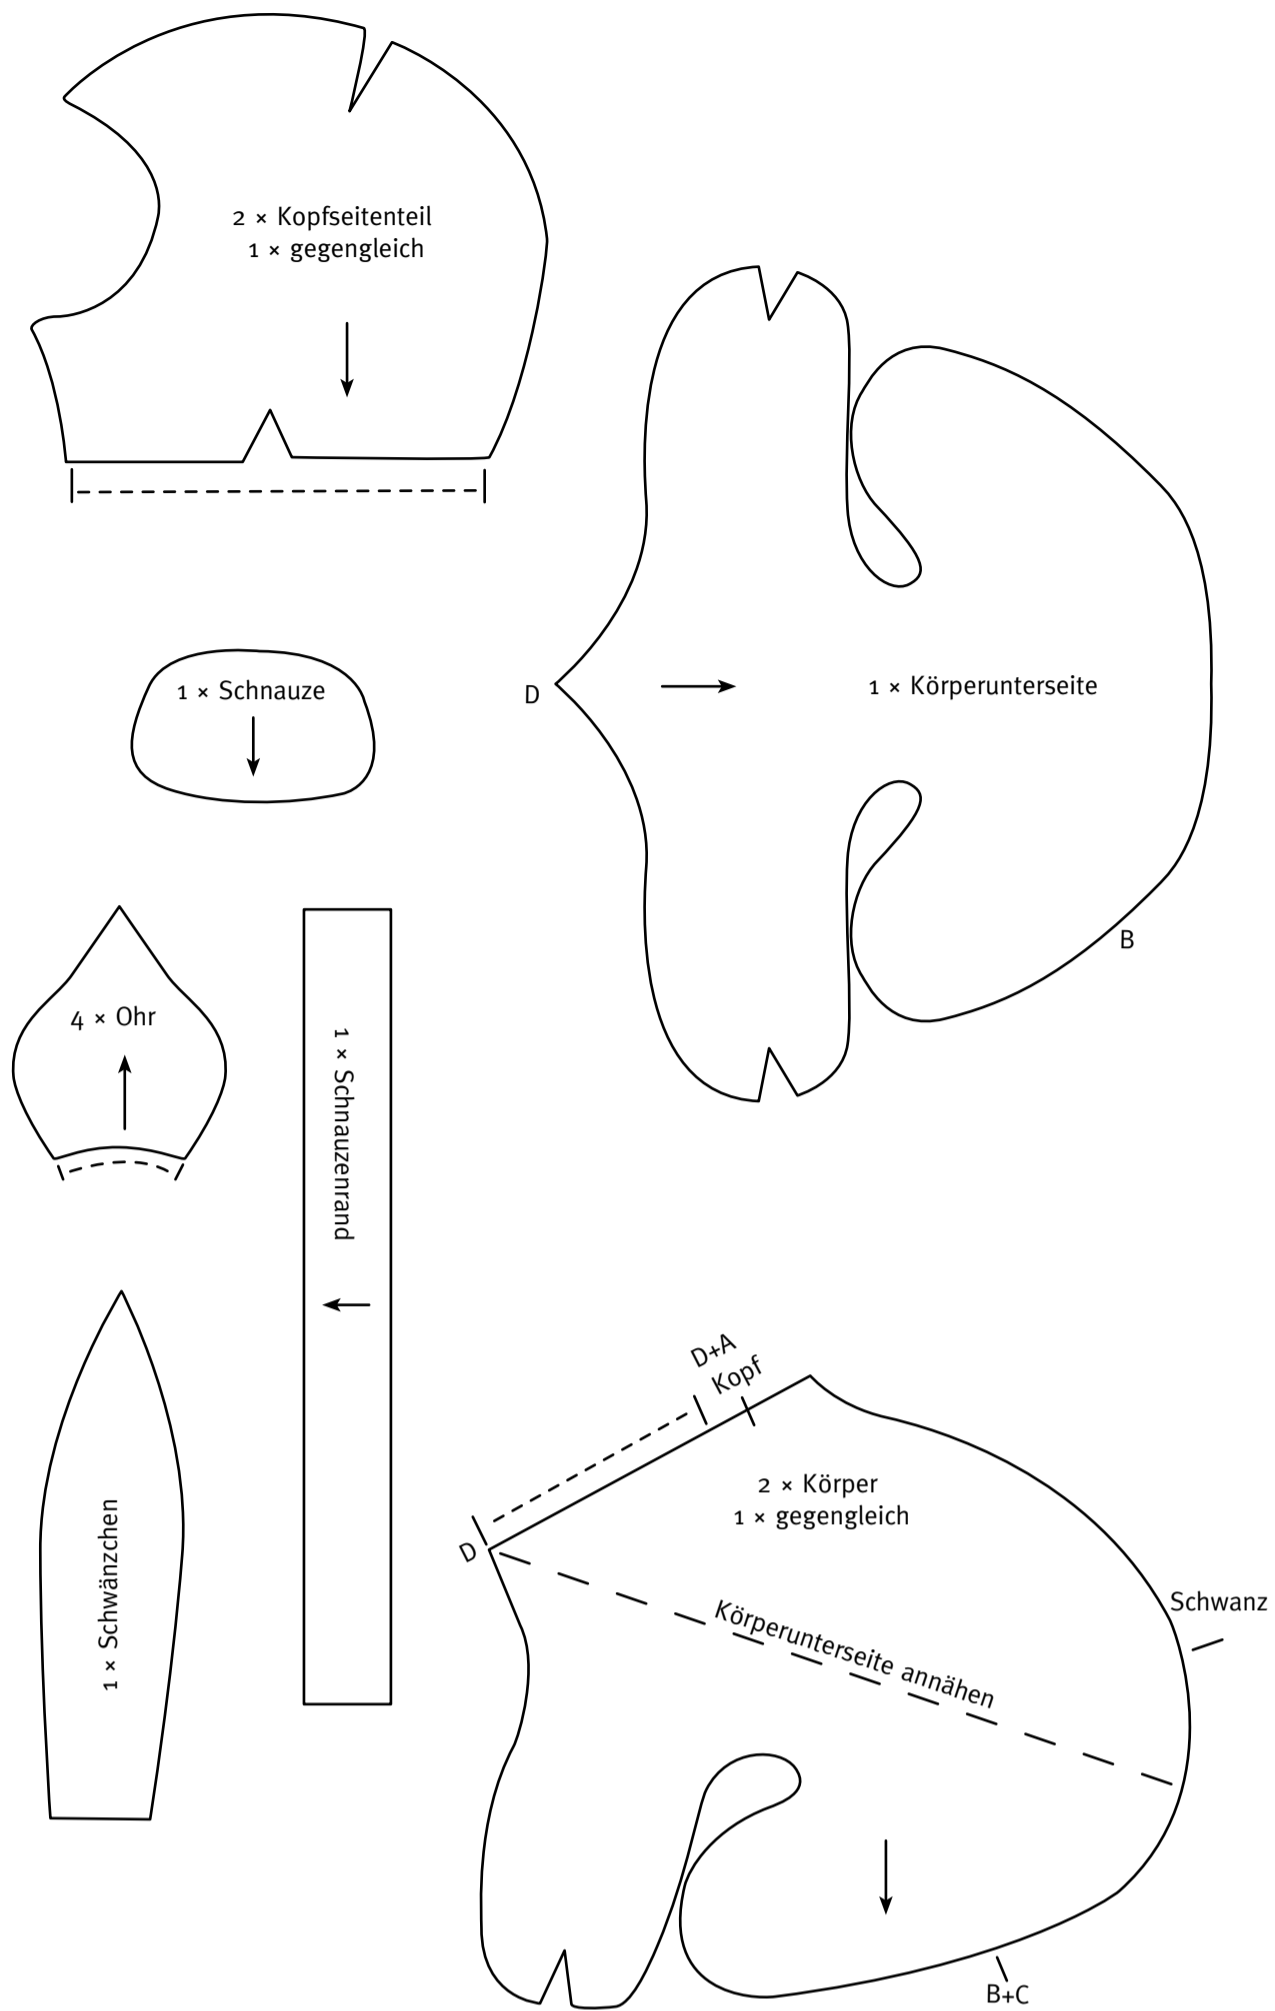 2 × Kopfseitenteil
1 × gegengleich
1 × Schnauze
D
1 × Körperunterseite
B
4 × Ohr
1 × Schnauzenrand
1 × Schwänzchen
D+A
Kopf
2 × Körper
1 × gegengleich
D
Körperunterseite annähen
Schwanz
B+C